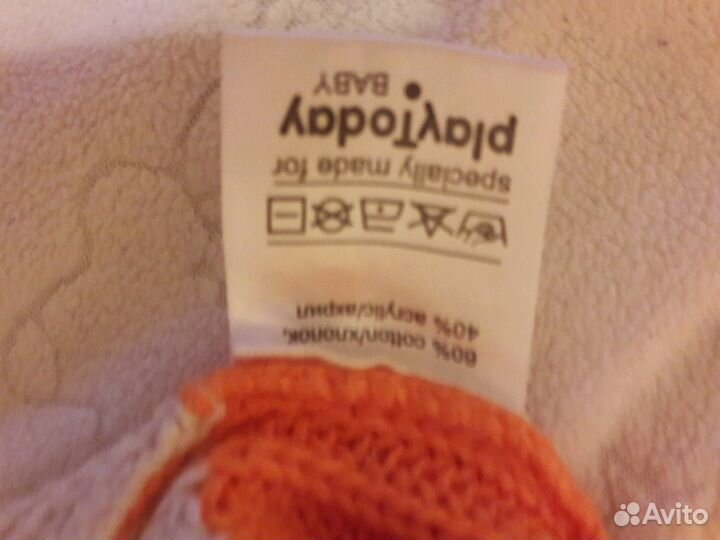 60% cotton/хлопок,
40% acrylic/акрил
specially made for
playToday
BABY
Avito